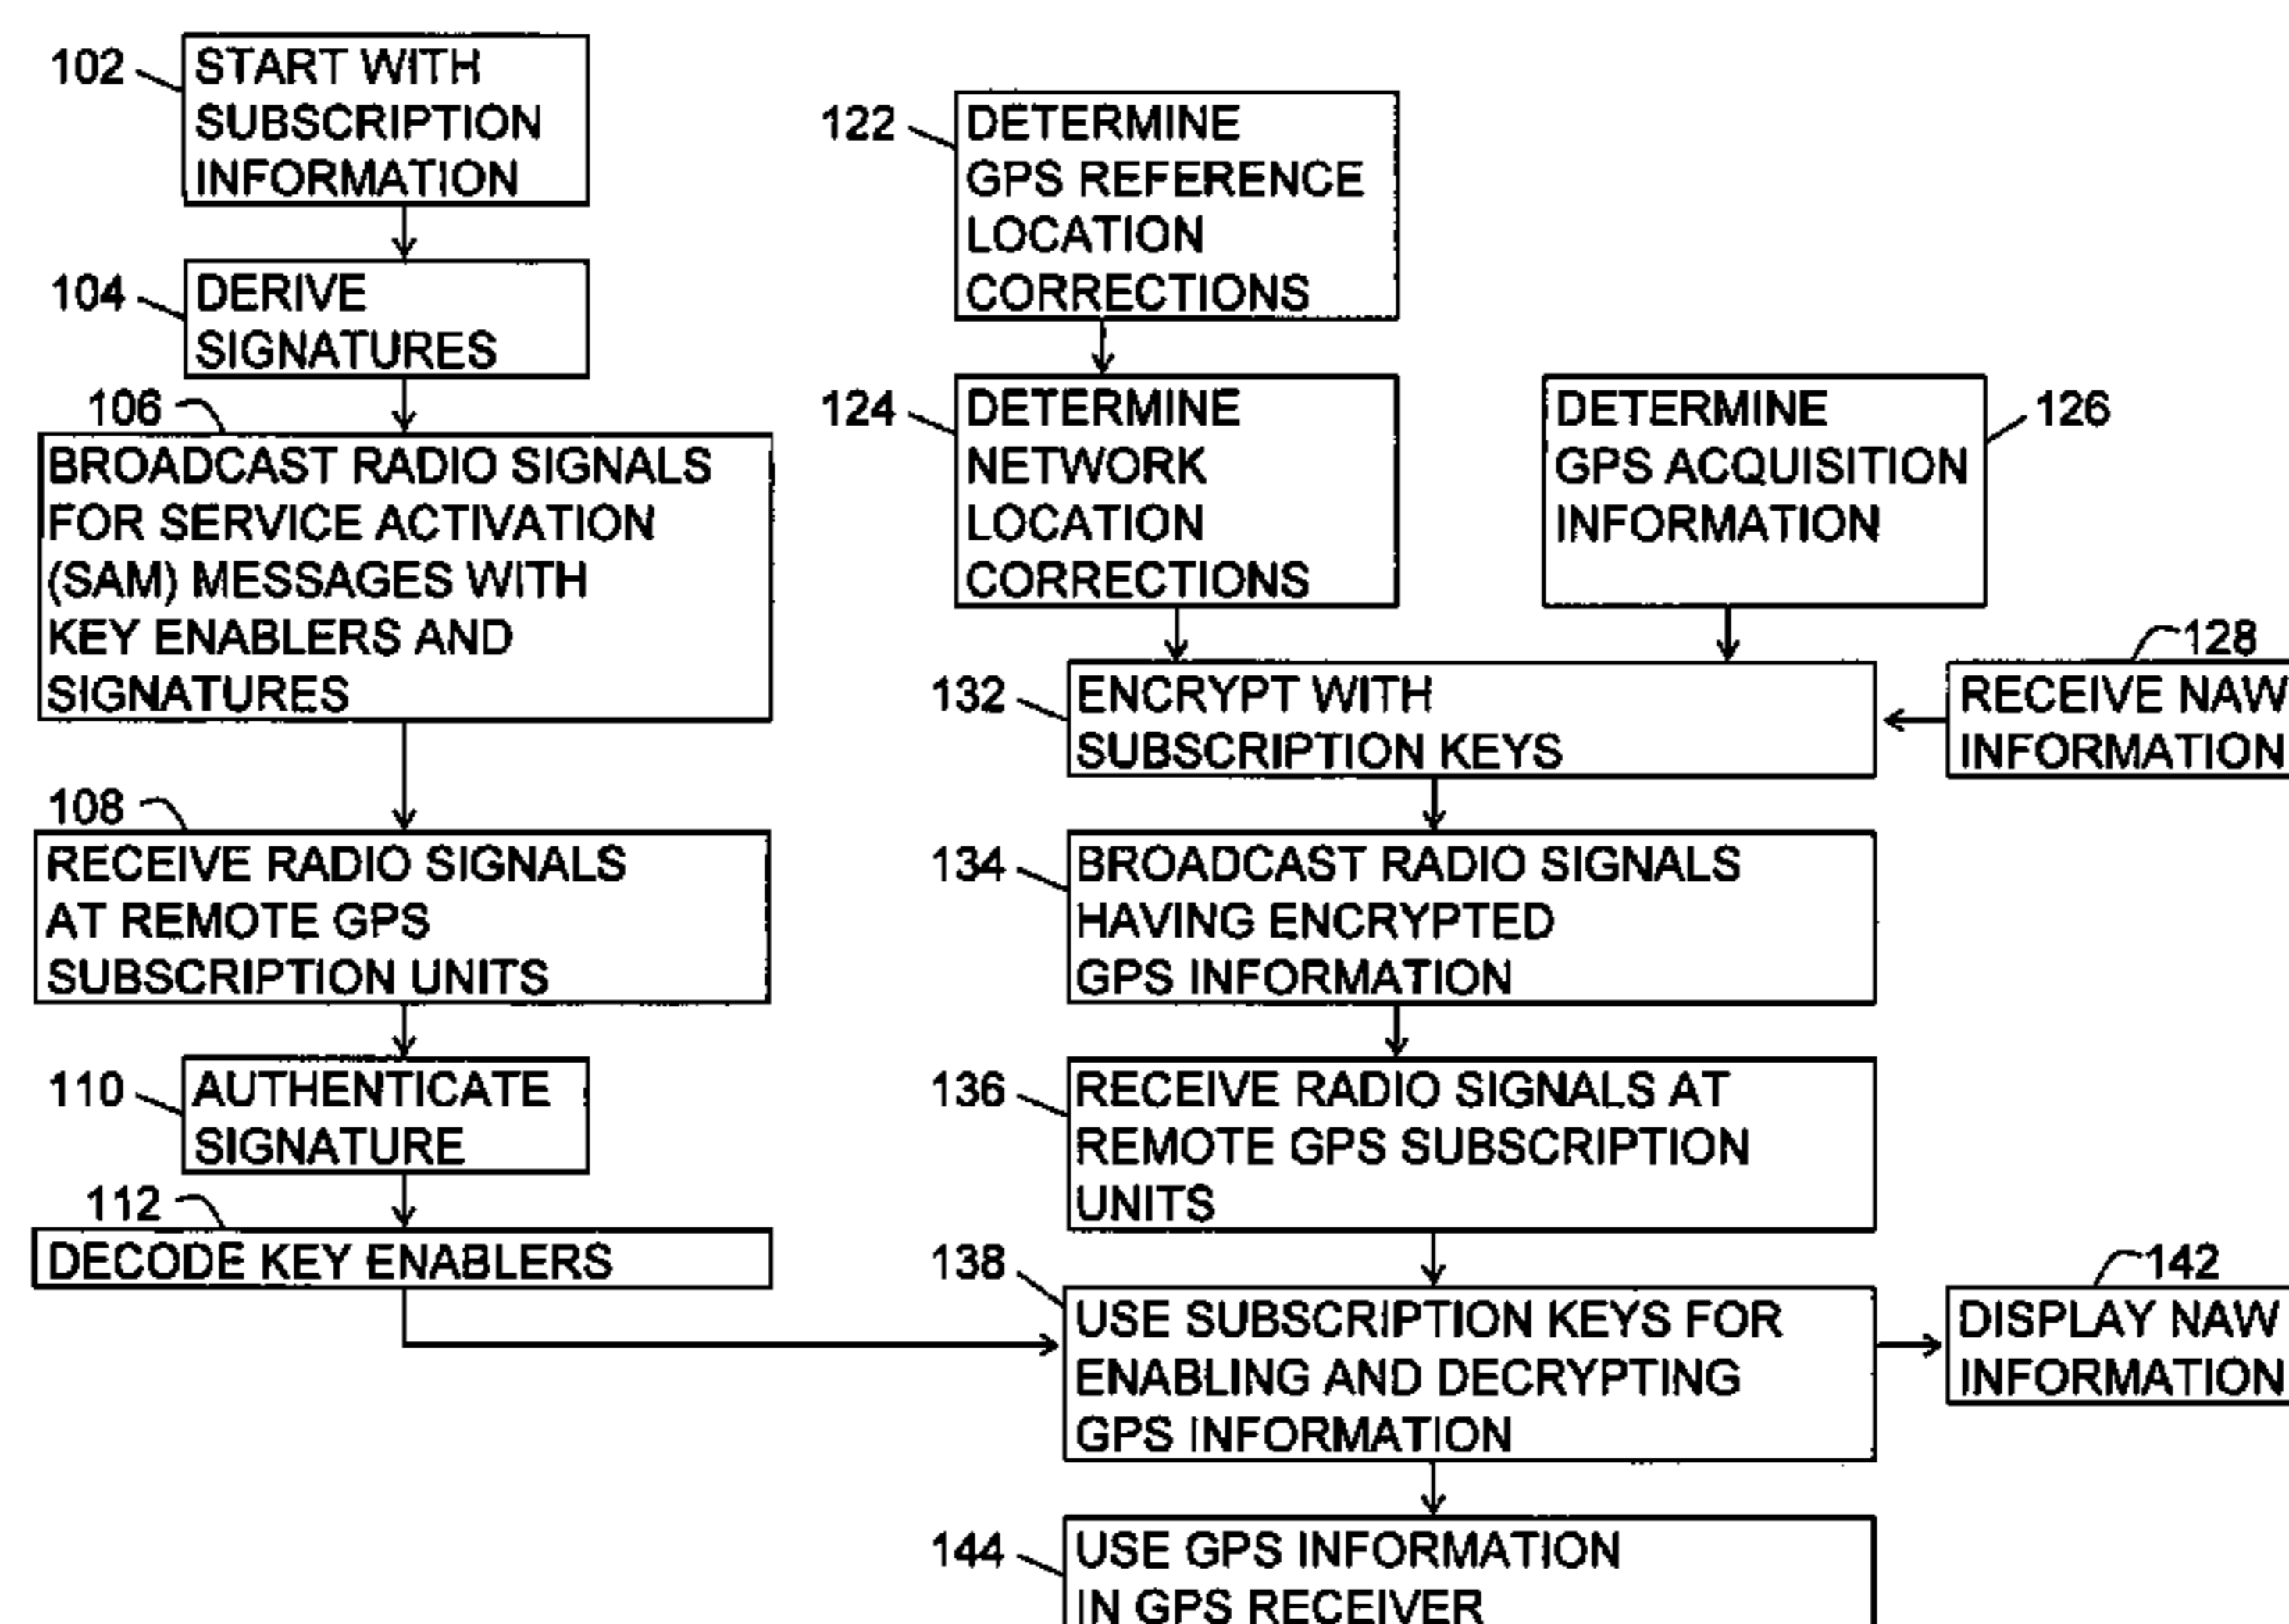 102
START WITH
SUBSCRIPTION
INFORMATION
104
DERIVE
SIGNATURES
106
BROADCAST RADIO SIGNALS
FOR SERVICE ACTIVATION
(SAM) MESSAGES WITH
KEY ENABLERS AND
SIGNATURES
108
RECEIVE RADIO SIGNALS
AT REMOTE GPS
SUBSCRIPTION UNITS
110
AUTHENTICATE
SIGNATURE
112
DECODE KEY ENABLERS
122
DETERMINE
GPS REFERENCE
LOCATION
CORRECTIONS
124
DETERMINE
NETWORK
LOCATION
CORRECTIONS
126
DETERMINE
GPS ACQUISITION
INFORMATION
128
RECEIVE NAW
INFORMATION
132
ENCRYPT WITH
SUBSCRIPTION KEYS
134
BROADCAST RADIO SIGNALS
HAVING ENCRYPTED
GPS INFORMATION
136
RECEIVE RADIO SIGNALS AT
REMOTE GPS SUBSCRIPTION
UNITS
138
USE SUBSCRIPTION KEYS FOR
ENABLING AND DECRYPTING
GPS INFORMATION
142
DISPLAY NAW
INFORMATION
144
USE GPS INFORMATION
IN GPS RECEIVER